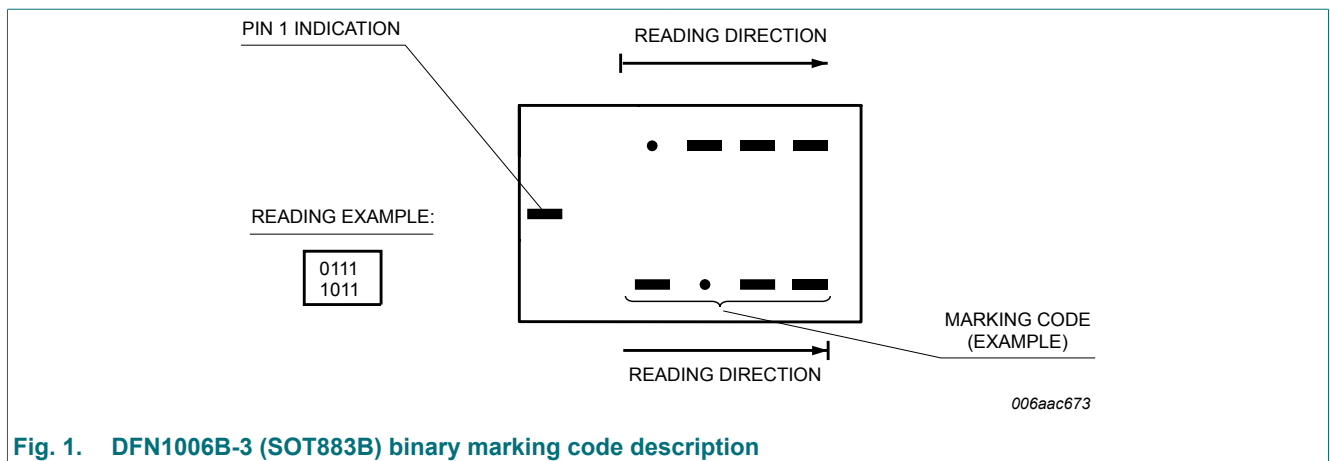 PIN 1 INDICATION
READING DIRECTION
READING EXAMPLE:
0111
1011
MARKING CODE
(EXAMPLE)
READING DIRECTION
006aac673
Fig. 1. DFN1006B-3 (SOT883B) binary marking code description